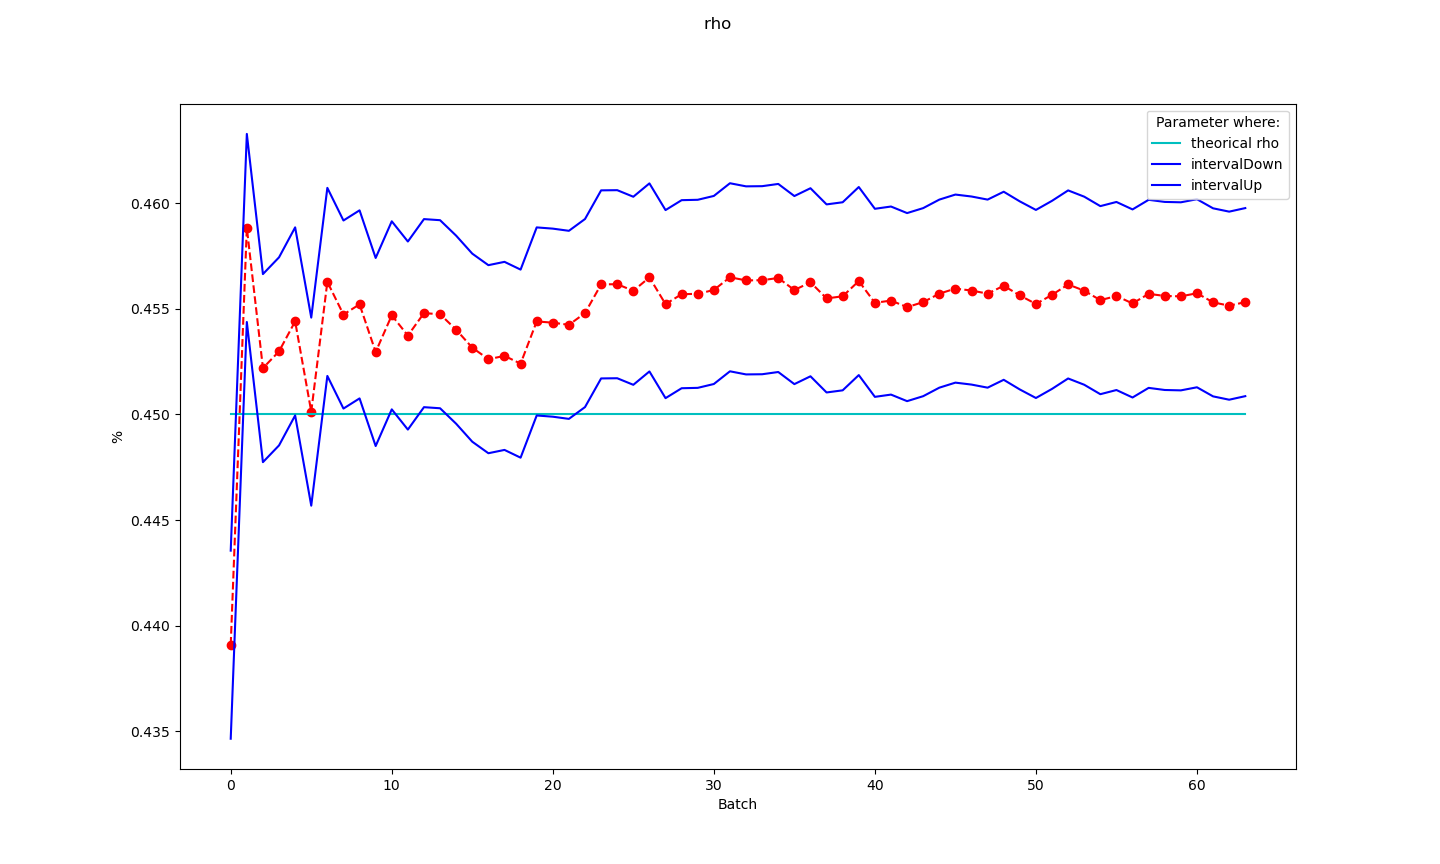 rho
Parameter where:
theorical rho
intervalDown
intervalUp
0.460
0.455
0.450
%
0.445
0.440
0.435
0 10 20 30 40 50 60
Batch